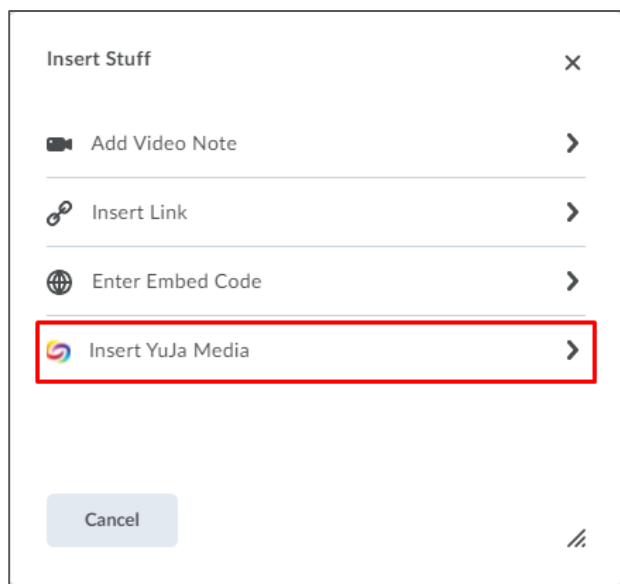 Insert Stuff
Add Video Note
Insert Link
Enter Embed Code
Insert YuJa Media
Cancel